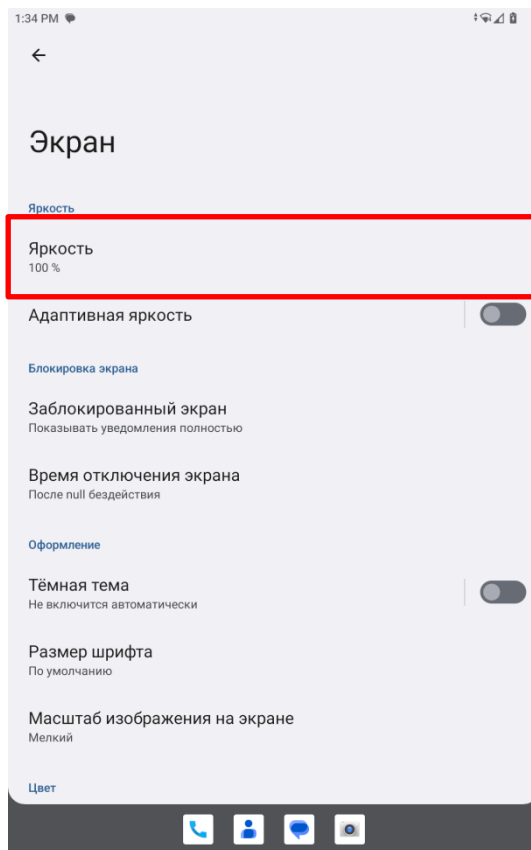 1:34 PM
Экран
Яркость
Яркость
100 %
Адаптивная яркость
Блокировка экрана
Заблокированный экран
Показывать уведомления полностью
Время отключения экрана
После null бездействия
Оформление
Тёмная тема
Не включится автоматически
Размер шрифта
По умолчанию
Масштаб изображения на экране
Мелкий
Цвет